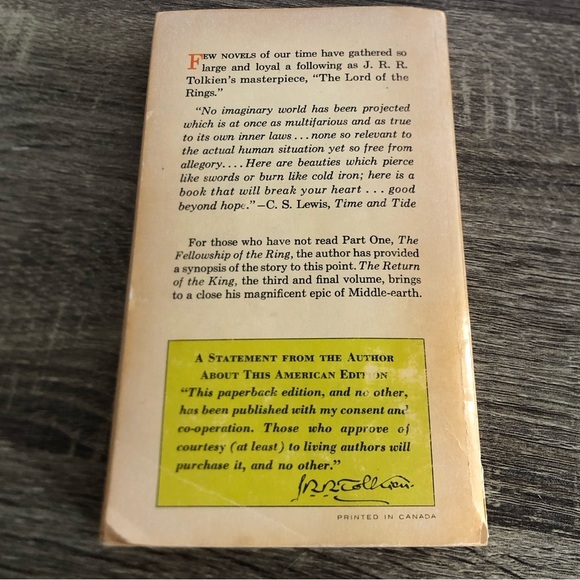 FEW NOVELS of our time have gathered so
large and loyal a following as J. R. R.
Tolkien's masterpiece, "The Lord of the
Rings."
"No imaginary world has been projected
which is at once as multifarious and as true
to its own inner laws . . . none so relevant to
the actual human situation yet so free from
allegory. . . . Here are beauties which pierce
like swords or burn like cold iron; here is a
book that will break your heart . . . good
beyond hope." —C. S. Lewis, Time and Tide
For those who have not read Part One, The
Fellowship of the Ring, the author has provided
a synopsis of the story to this point. The Return
of the King, the third and final volume, brings
to a close his magnificent epic of Middle-earth.
A STATEMENT FROM THE AUTHOR
ABOUT THIS AMERICAN EDITION
"This paperback edition, and no other,
has been published with my consent and
co-operation. Those who approve of
courtesy (at least) to living authors will
purchase it, and no other."
J.R.R. Tolkien
PRINTED IN CANADA